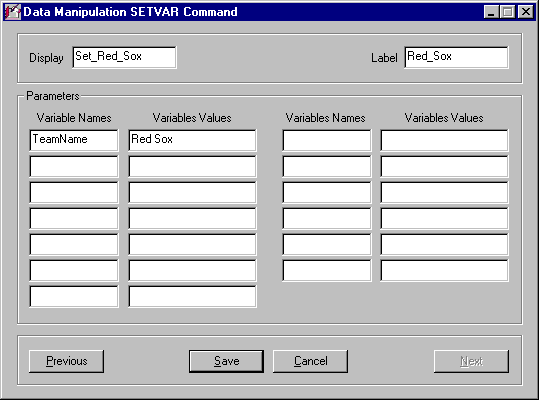 Data Manipulation SETVAR Command
Display Set_Red_Sox Label Red_Sox
Parameters
Variable Names Variables Values Variables Names Variables Values
TeamName Red Sox
Previous Save Cancel Next